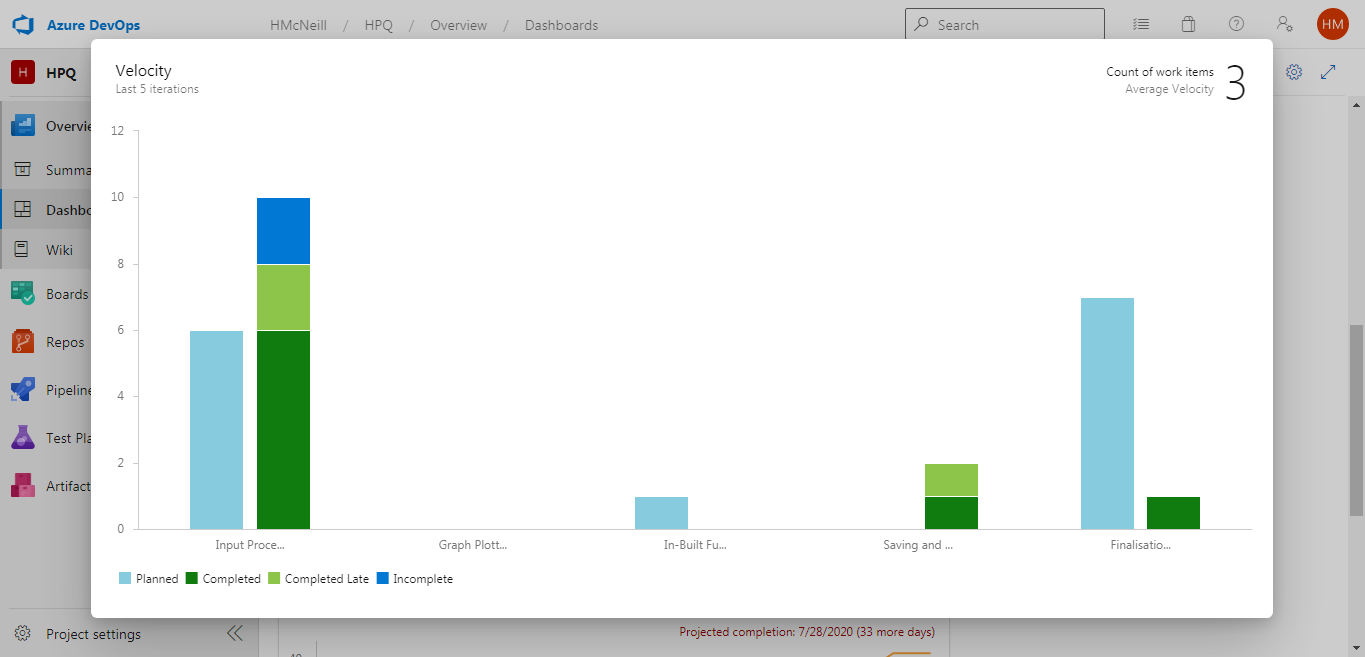 Azure DevOps
HMcNeill / HPQ / Overview / Dashboards
Search
HM
H HPQ
Overvie
Summa
Dashbo
Wiki
Boards
Repos
Pipeline
Test Pla
Artifact
Project settings
Velocity
Last 5 iterations
Count of work items
Average Velocity
3
12
10
8
6
4
2
0
Input Proce...
Graph Plott...
In-Built Fu...
Saving and ...
Finalisatio...
Planned Completed Completed Late Incomplete
Projected completion: 7/28/2020 (33 more days)
40